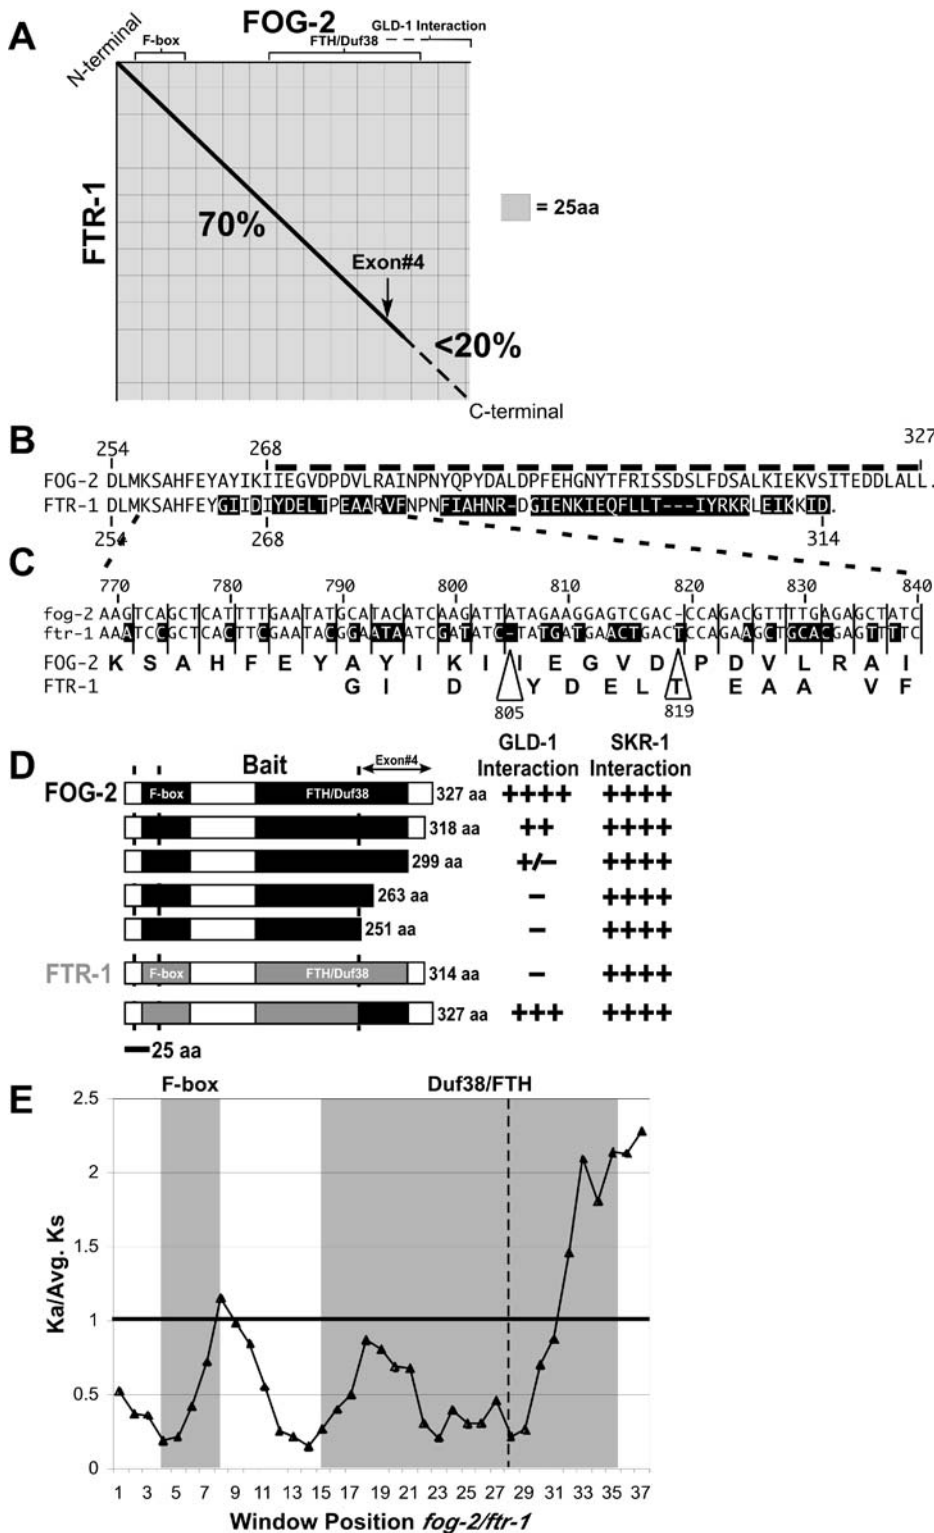 A
FOG-2
GLD-1 Interaction
F-box
FTH/Duf38
N-terminal
FTR-1
70%
= 25aa
Exon#4
<20%
C-terminal
B
254 268 327
FOG-2 DLMKSAHFEYAYIKIIEGVDPDVLRAINPNYQPYDALDPFEHGNYTFRISSDSLFDSALKIEKVSITEDDLALL.
FTR-1 DLMKSAHFEYGIIDIYDELTPEAARVFNPNFIAHNR-DGIENKIEQFLLT---IYRKRLEIKKID.
254 268 314
C
770 780 790 800 810 820 830 840
fog-2 AAGTCAGCTCATTTTGAATATGCATACATCAAGATTATAGAAGGAGTCGAC-CCAGACGTTTTGAGAGCTATC
ftr-1 AAATCCGCTCACTTCGAATACGGAATAATCGATATC-TATGATGAACTGACTCCAGAAGCTGCACGAGTTTTC
FOG-2 K S A H F E Y A Y I K I I E G V D P D V L R A I
FTR-1 G I D Y D E L T E A A V F
805 819
D
Bait
Exon#4
GLD-1 Interaction
SKR-1 Interaction
FOG-2 F-box FTH/Duf38 327 aa ++++ ++++
318 aa ++ ++++
299 aa +/− ++++
263 aa − ++++
251 aa − ++++
FTR-1 F-box FTH/Duf38 314 aa − ++++
327 aa +++ ++++
25 aa
E
F-box
Duf38/FTH
2.5
2
1.5
1
0.5
0
Ka/Avg. Ks
1 3 5 7 9 11 13 15 17 19 21 23 25 27 29 31 33 35 37
Window Position fog-2/ftr-1